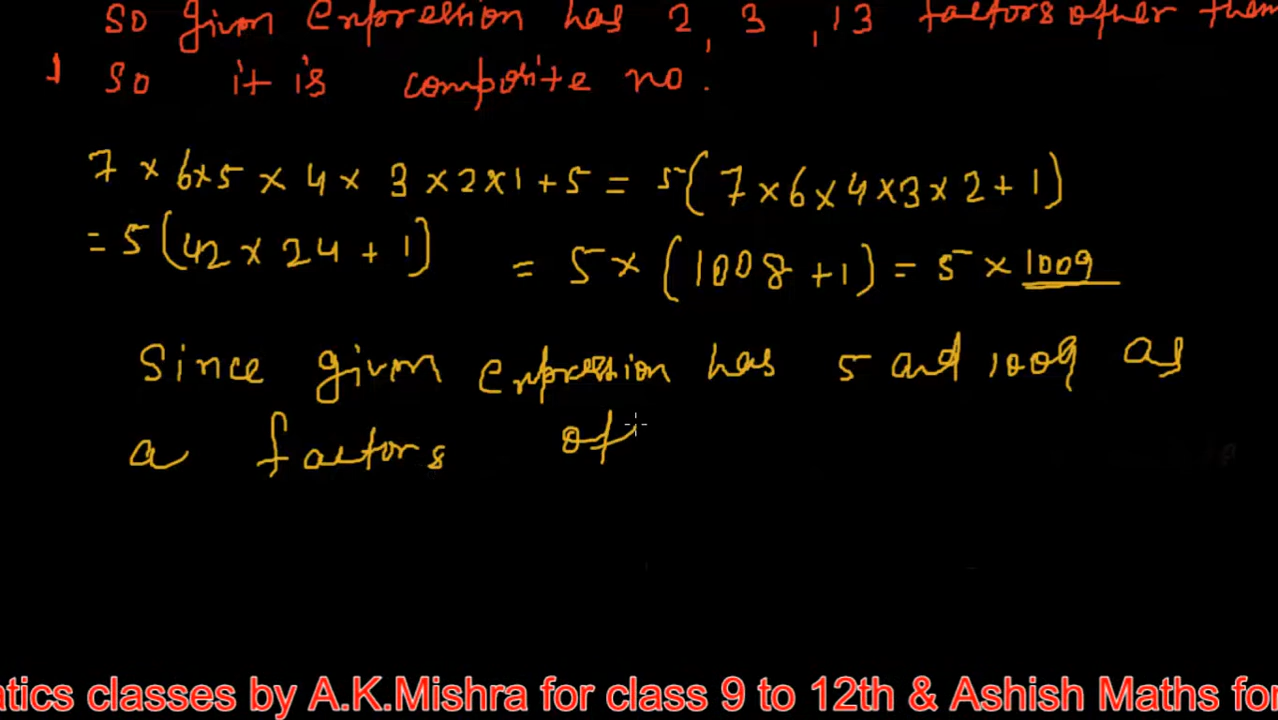 So given expression has 2, 3, 13 factors other them
1 So it is composite no.
7 × 6×5 × 4 × 3 ×2×1 +5 = 5(7×6×4×3×2+1)
= 5(42×24+1) = 5×(1008+1) = 5×1009
Since given expression has 5 and 1009 as
a factors of
atics classes by A.K.Mishra for class 9 to 12th & Ashish Maths for